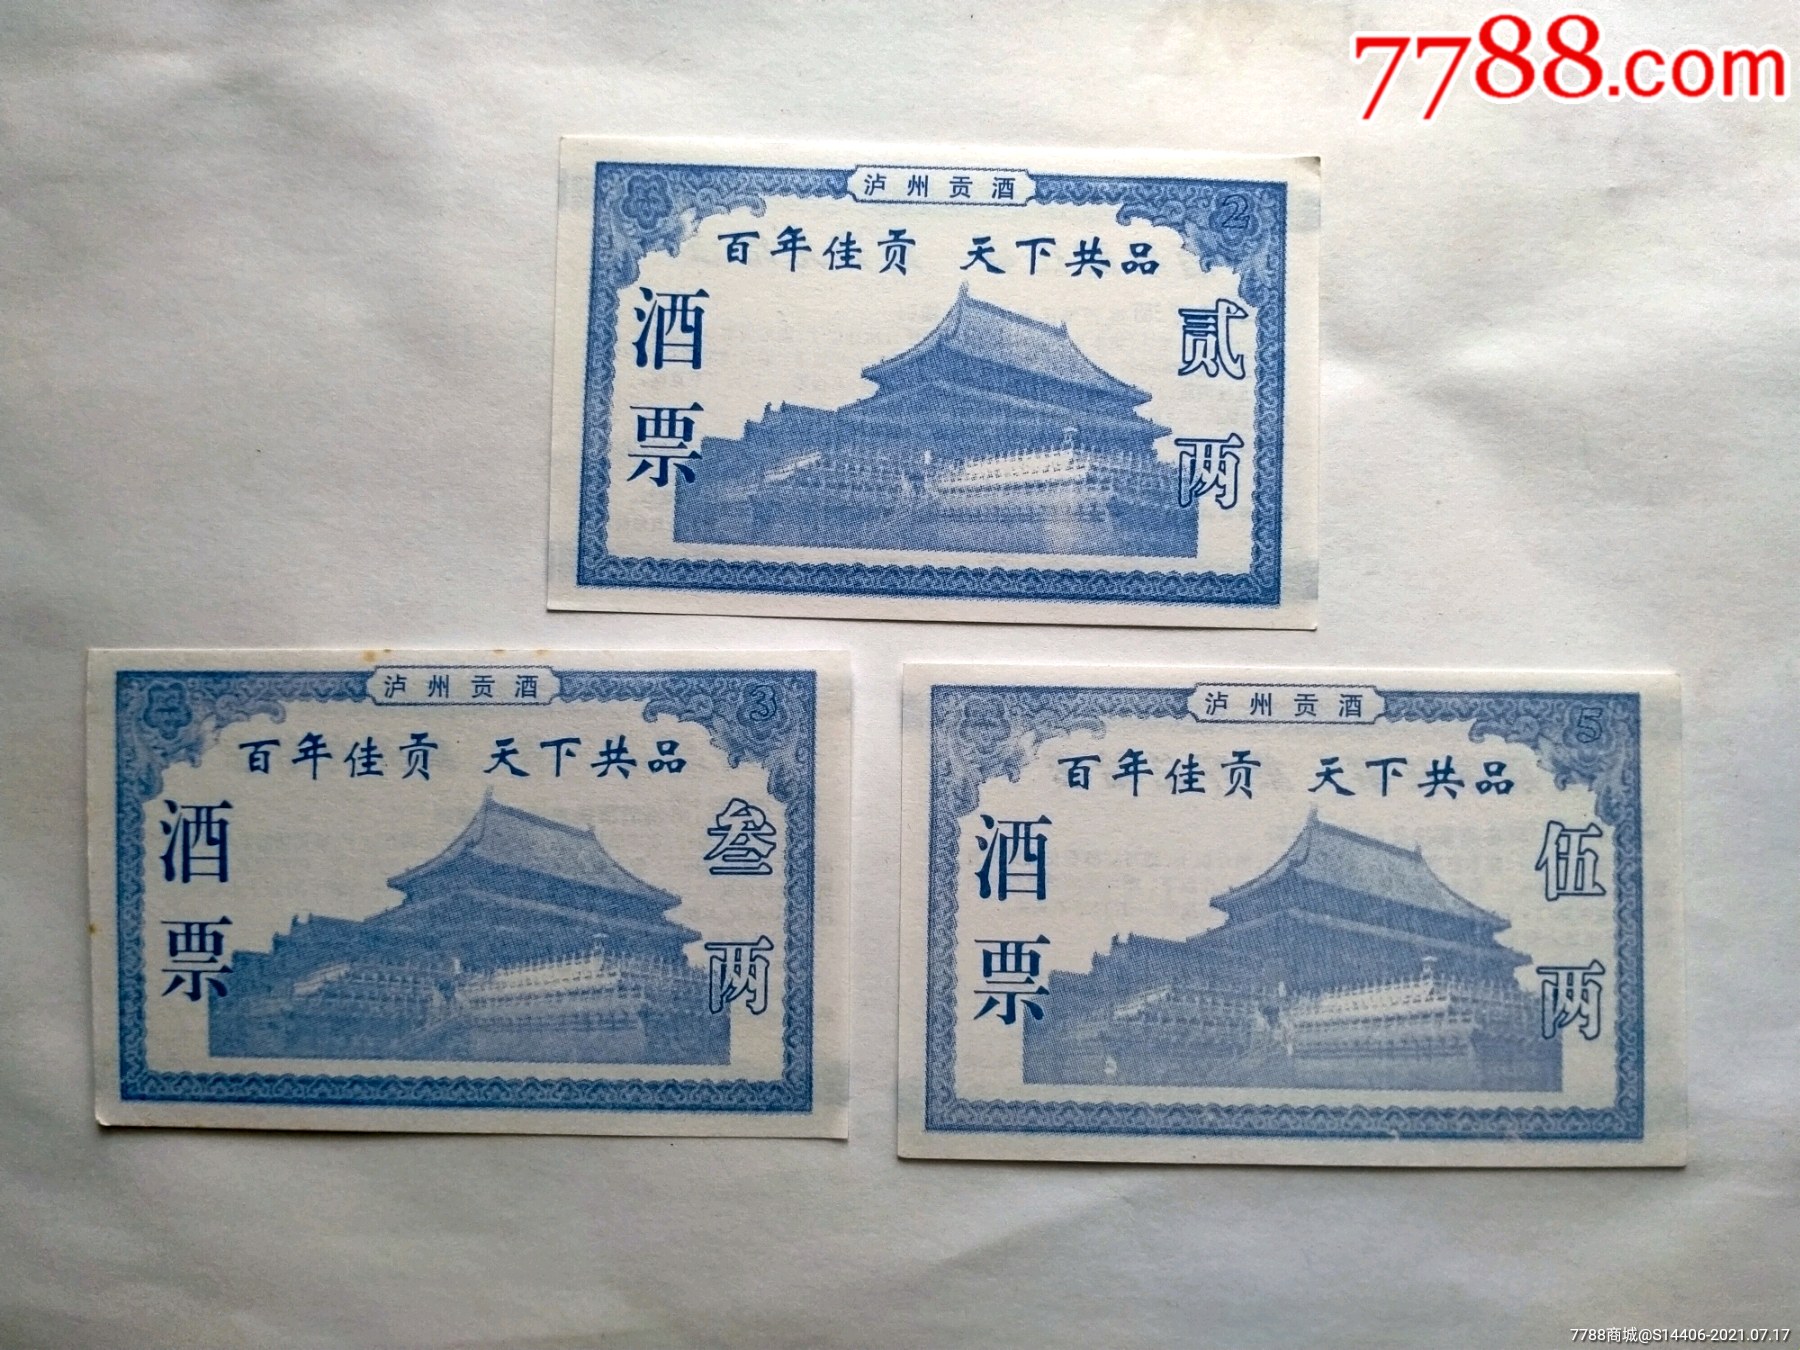 7788.com
泸州贡酒
2
百年佳贡 天下共品
酒票
贰两
泸州贡酒
3
百年佳贡 天下共品
酒票
叁两
泸州贡酒
5
百年佳贡 天下共品
酒票
伍两
7788商城@S14406-2021.07.17